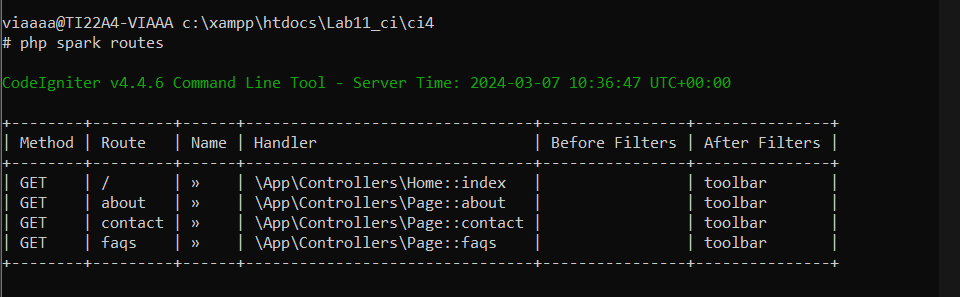 viaaaa@TI22A4-VIAAA c:\xampp\htdocs\Lab11_ci\ci4
# php spark routes
CodeIgniter v4.4.6 Command Line Tool - Server Time: 2024-03-07 10:36:47 UTC+00:00
+--------+---------+------+--------------------------------+----------------+---------------+
| Method | Route   | Name | Handler                        | Before Filters | After Filters |
+--------+---------+------+--------------------------------+----------------+---------------+
| GET    | /       | »    | \App\Controllers\Home::index   |                | toolbar       |
| GET    | about   | »    | \App\Controllers\Page::about   |                | toolbar       |
| GET    | contact | »    | \App\Controllers\Page::contact |                | toolbar       |
| GET    | faqs    | »    | \App\Controllers\Page::faqs    |                | toolbar       |
+--------+---------+------+--------------------------------+----------------+---------------+